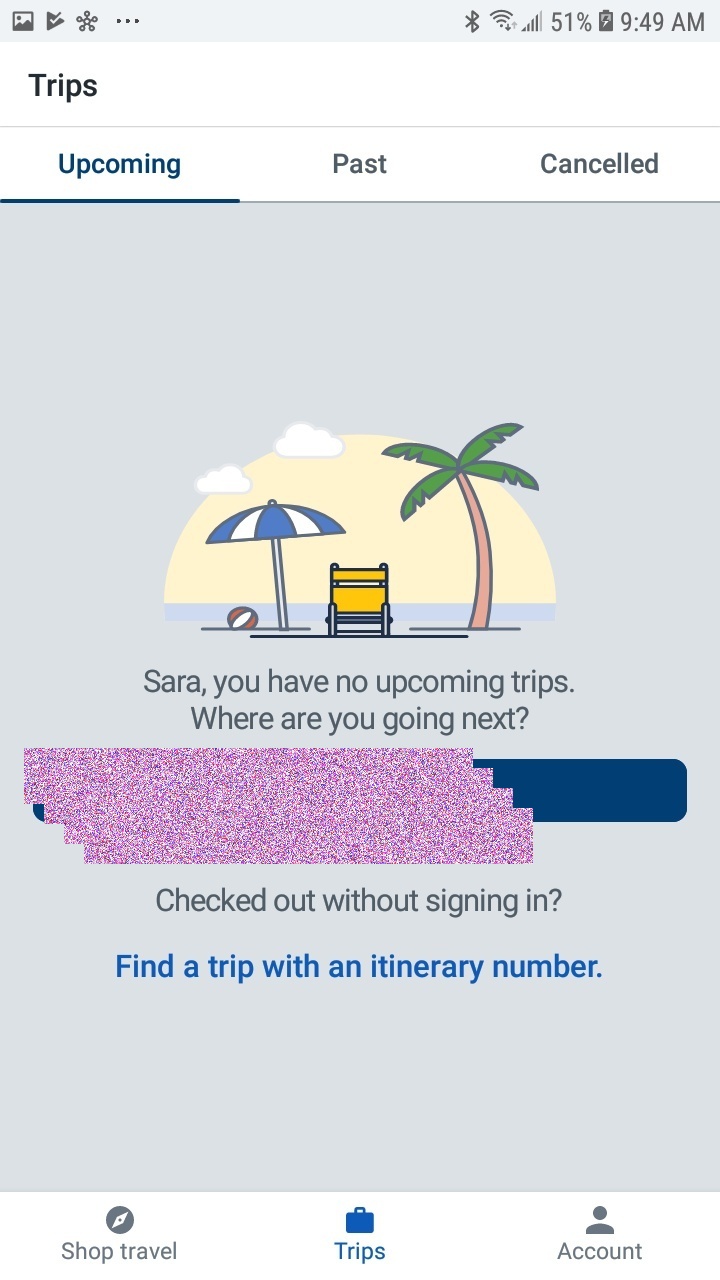 51% 9:49 AM
Trips
Upcoming Past Cancelled
Sara, you have no upcoming trips.
Where are you going next?
Checked out without signing in?
Find a trip with an itinerary number.
Shop travel Trips Account